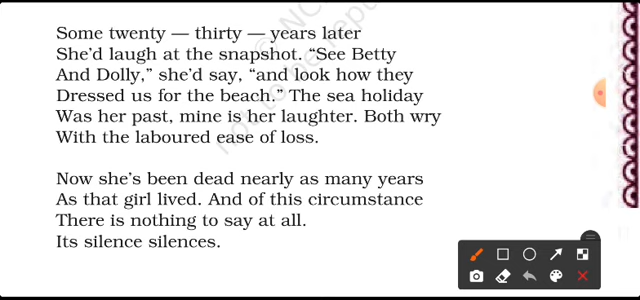 Some twenty — thirty — years later
She’d laugh at the snapshot. “See Betty
And Dolly,” she’d say, “and look how they
Dressed us for the beach.” The sea holiday
Was her past, mine is her laughter. Both wry
With the laboured ease of loss.
Now she’s been dead nearly as many years
As that girl lived. And of this circumstance
There is nothing to say at all.
Its silence silences.